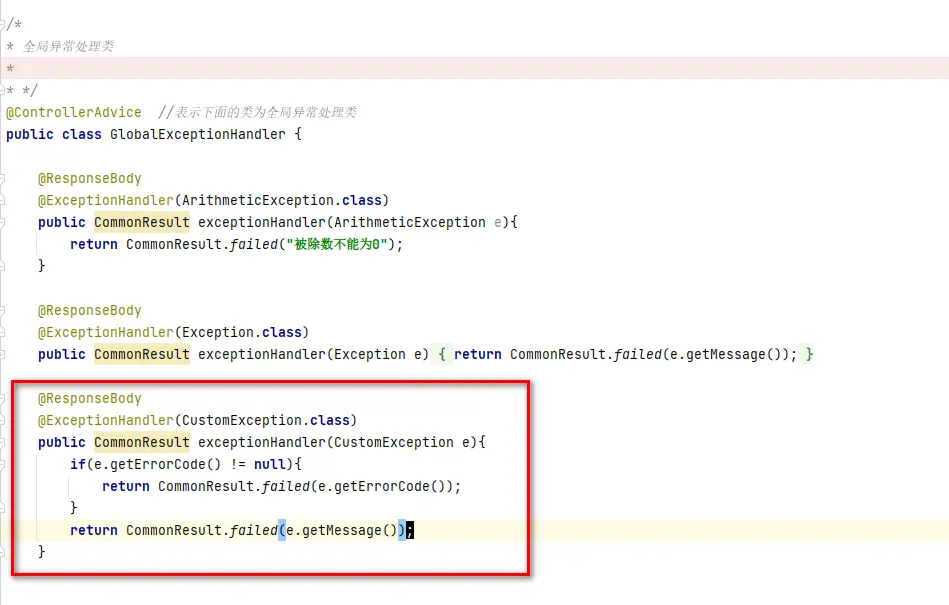 /*
* 全局异常处理类
*
* */
@ControllerAdvice  //表示下面的类为全局异常处理类
public class GlobalExceptionHandler {
@ResponseBody
@ExceptionHandler(ArithmeticException.class)
public CommonResult exceptionHandler(ArithmeticException e){
return CommonResult.failed("被除数不能为0");
}
@ResponseBody
@ExceptionHandler(Exception.class)
public CommonResult exceptionHandler(Exception e) { return CommonResult.failed(e.getMessage()); }
@ResponseBody
@ExceptionHandler(CustomException.class)
public CommonResult exceptionHandler(CustomException e){
if(e.getErrorCode() != null){
return CommonResult.failed(e.getErrorCode());
}
return CommonResult.failed(e.getMessage());
}